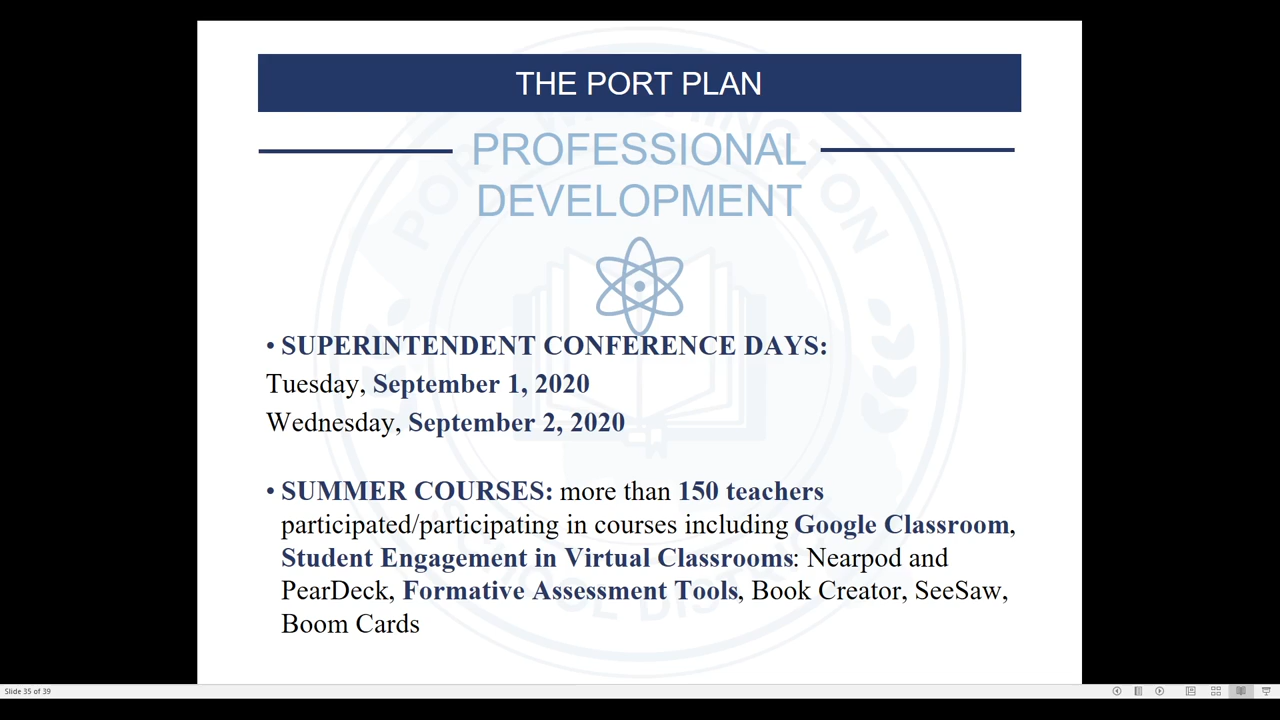 THE PORT PLAN
PROFESSIONAL
DEVELOPMENT
PORT WASHINGTON
• SUPERINTENDENT CONFERENCE DAYS:
Tuesday, September 1, 2020
Wednesday, September 2, 2020
• SUMMER COURSES: more than 150 teachers
participated/participating in courses including Google Classroom,
Student Engagement in Virtual Classrooms: Nearpod and
PearDeck, Formative Assessment Tools, Book Creator, SeeSaw,
Boom Cards
Slide 35 of 39